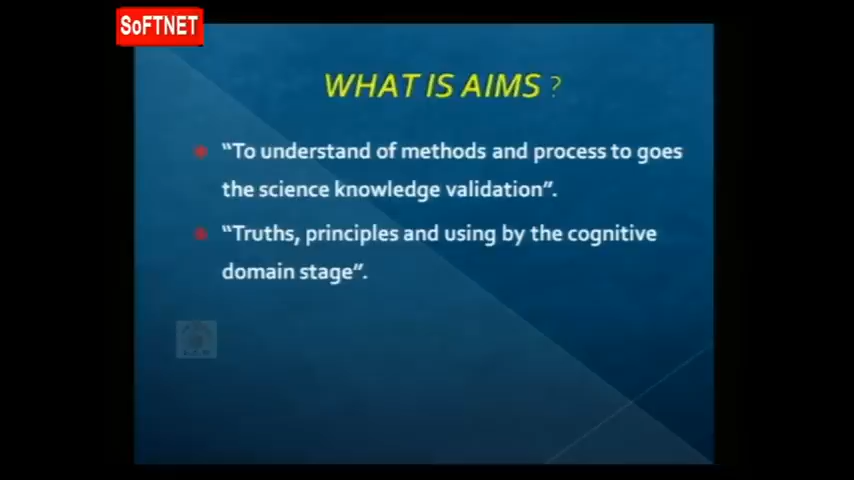 SoFTNET
WHAT IS AIMS ?
“To understand of methods and process to goes
the science knowledge validation”.
“Truths, principles and using by the cognitive
domain stage”.